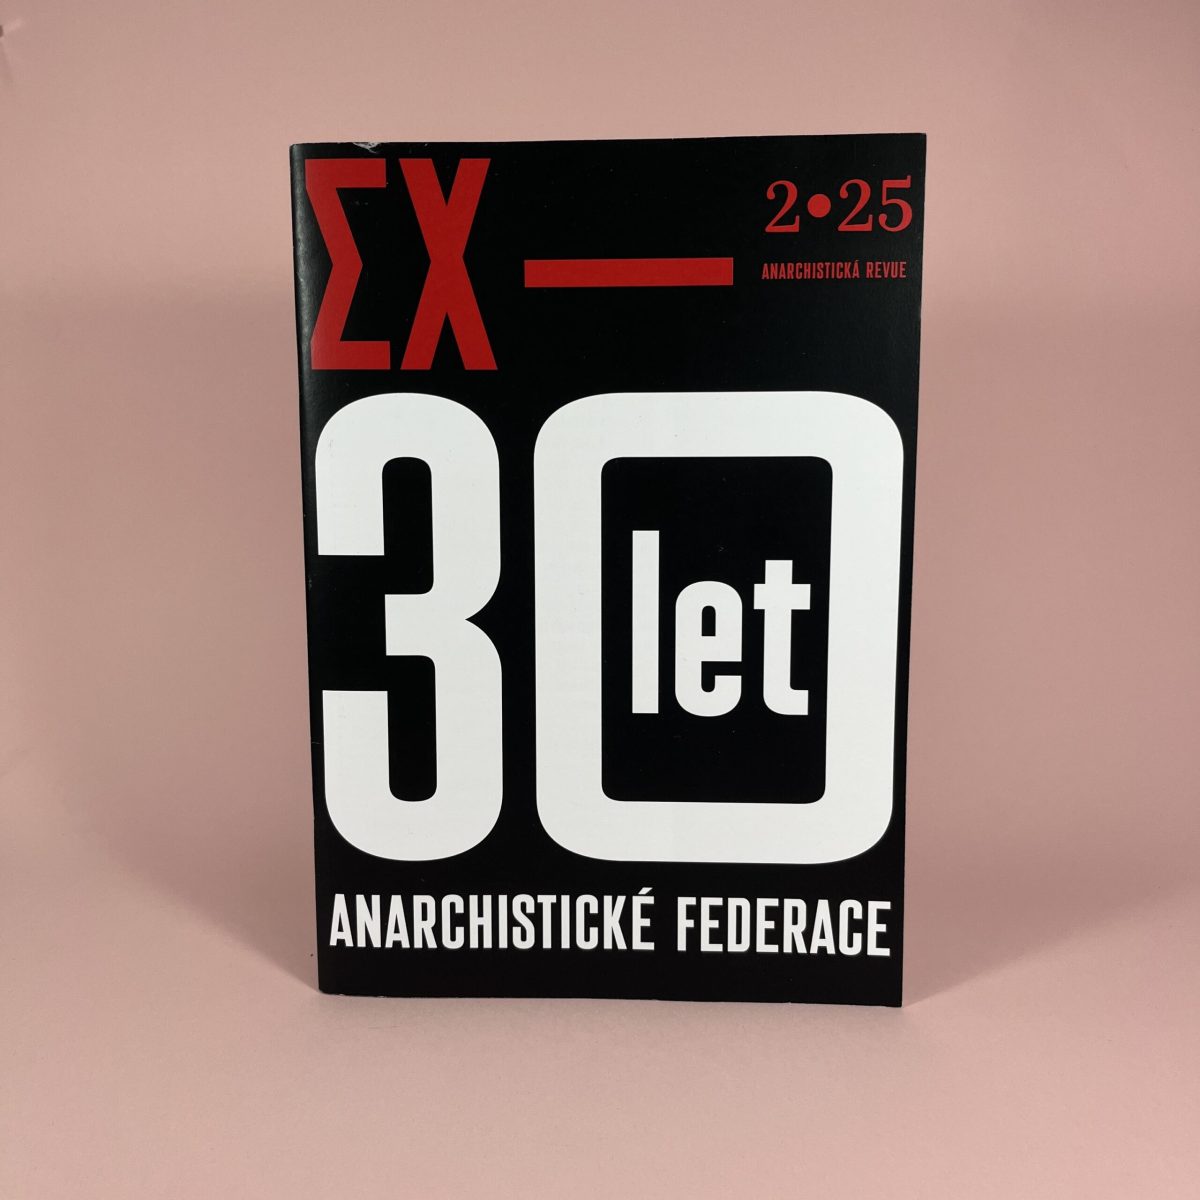 ΣX—
2•25
ANARCHISTICKÁ REVUE
30
let
ANARCHISTICKÉ FEDERACE